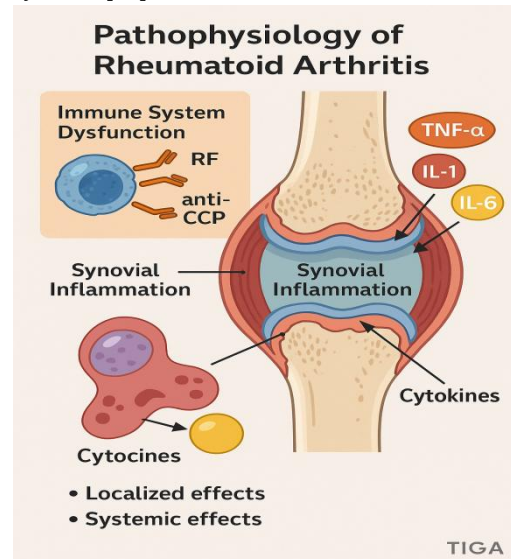 Pathophysiology of
Rheumatoid Arthritis
Immune System
Dysfunction
RF
anti-
CCP
TNF-α
IL-1
IL-6
Synovial
Inflammation
Synovial
Inflammation
Cytokines
Cytocines
• Localized effects
• Systemic effects
TIGA